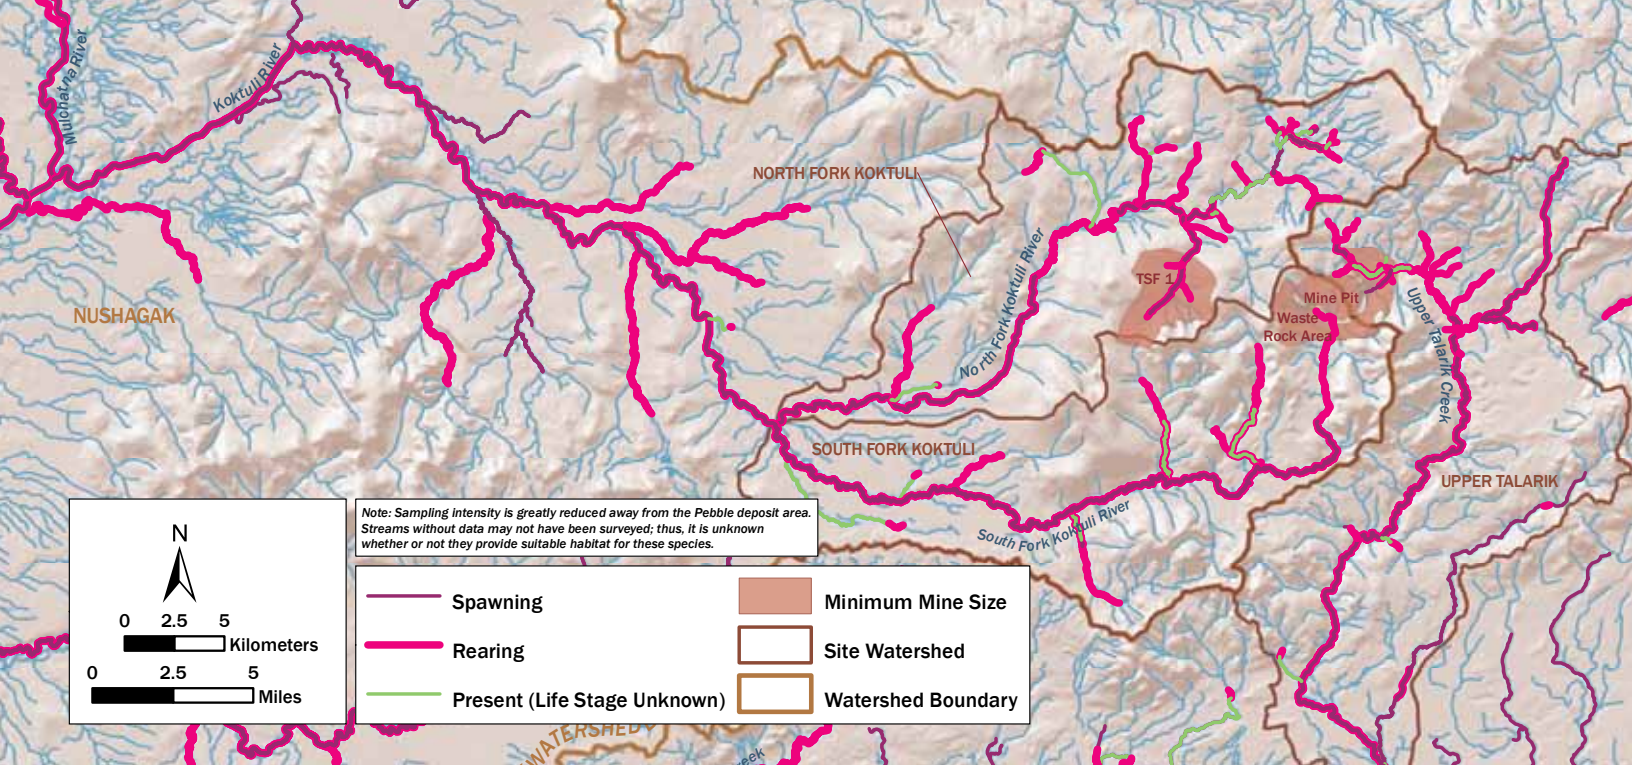 Mulchatna River
Koktuli River
NORTH FORK KOKTULI
North Fork Koktuli River
TSF 1
Mine Pit
Waste
Rock Area
Upper Talarik Creek
NUSHAGAK
SOUTH FORK KOKTULI
South Fork Koktuli River
UPPER TALARIK
N
0 2.5 5
Kilometers
0 2.5 5
Miles
Note: Sampling intensity is greatly reduced away from the Pebble deposit area.
Streams without data may not have been surveyed; thus, it is unknown
whether or not they provide suitable habitat for these species.
Spawning
Rearing
Present (Life Stage Unknown)
Minimum Mine Size
Site Watershed
Watershed Boundary
WATERSHED